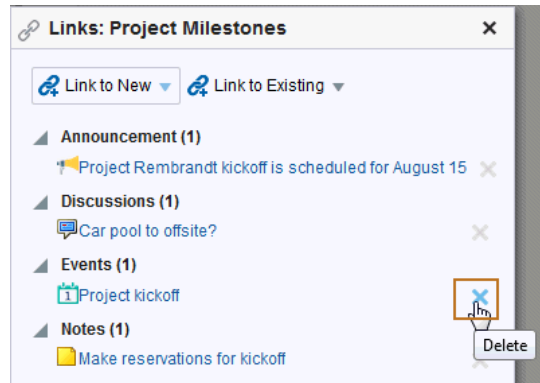 Links: Project Milestones
Link to New Link to Existing
Announcement (1)
Project Rembrandt kickoff is scheduled for August 15
Discussions (1)
Car pool to offsite?
Events (1)
1 Project kickoff
Notes (1)
Delete
Make reservations for kickoff